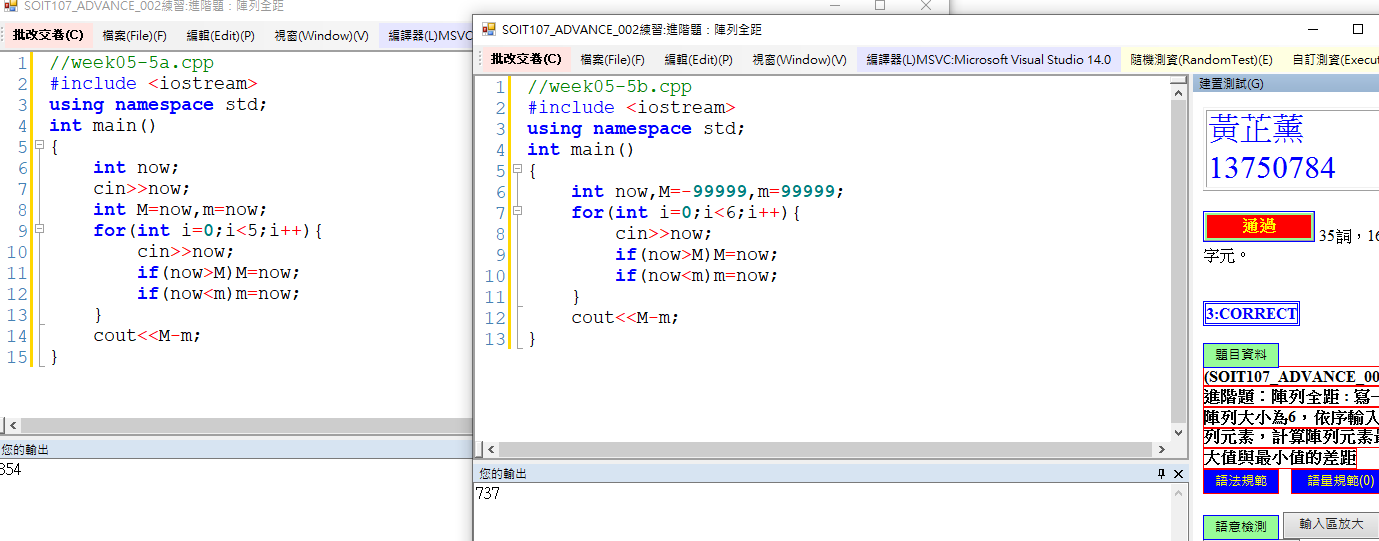 SOIT107_ADVANCE_002練習:進階題：陣列全距
批改交卷(C) 檔案(File)(F) 編輯(Edit)(P) 視窗(Window)(V) 編譯器(L)MSVC
1 //week05-5a.cpp
2 #include <iostream>
3 using namespace std;
4 int main()
5 {
6 int now;
7 cin>>now;
8 int M=now,m=now;
9 for(int i=0;i<5;i++){
10 cin>>now;
11 if(now>M)M=now;
12 if(now<m)m=now;
13 }
14 cout<<M-m;
15 }
您的輸出
354
SOIT107_ADVANCE_002練習:進階題：陣列全距
批改交卷(C) 檔案(File)(F) 編輯(Edit)(P) 視窗(Window)(V) 編譯器(L)MSVC:Microsoft Visual Studio 14.0 隨機測資(RandomTest)(E) 自訂測資(Execut
1 //week05-5b.cpp
2 #include <iostream>
3 using namespace std;
4 int main()
5 {
6 int now,M=-99999,m=99999;
7 for(int i=0;i<6;i++){
8 cin>>now;
9 if(now>M)M=now;
10 if(now<m)m=now;
11 }
12 cout<<M-m;
13 }
您的輸出
737
建置測試(G)
黃芷薰
13750784
通過 35詞，16
字元。
3:CORRECT
題目資料
(SOIT107_ADVANCE_00
進階題：陣列全距：寫一
陣列大小為6，依序輸入
列元素，計算陣列元素
大值與最小值的差距
語法規範 語量規範(0)
語意檢測 輸入區放大